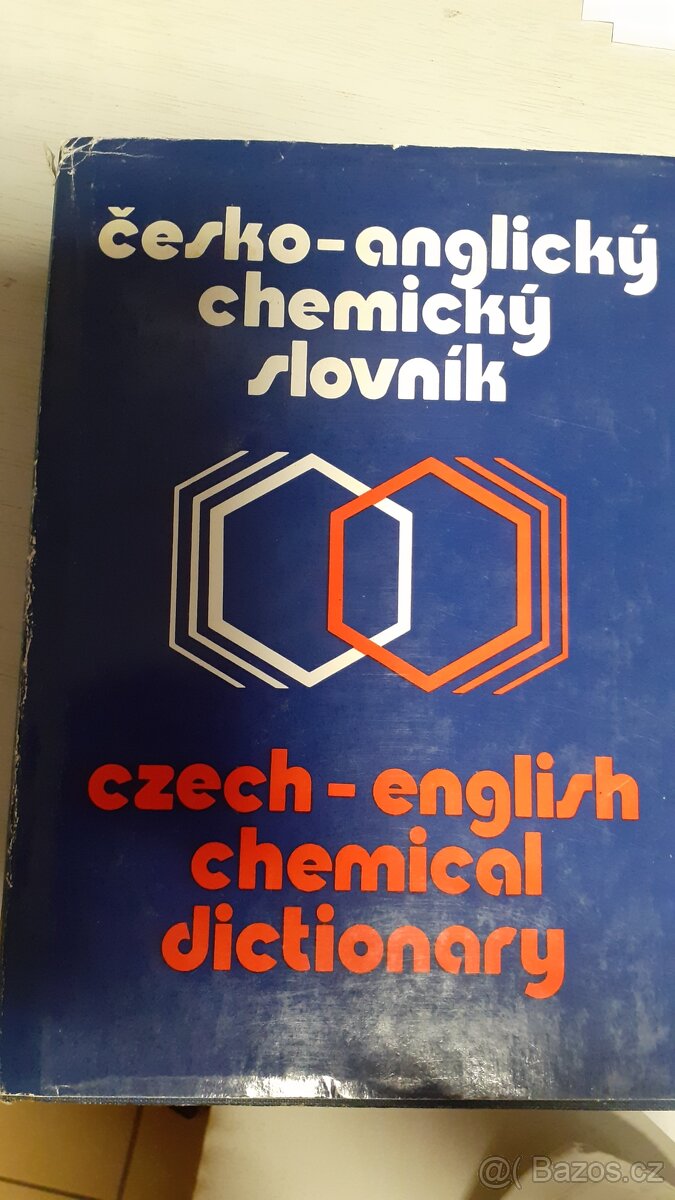 česko-anglický
chemický
slovník
czech-english
chemical
dictionary
@( Bazos.cz